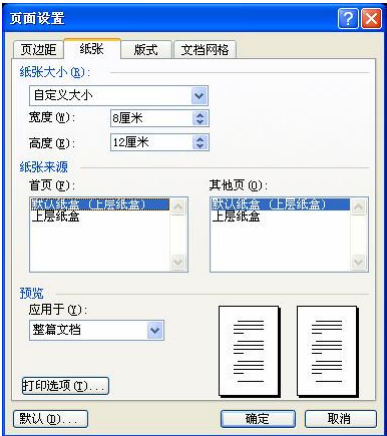 页面设置
页边距 纸张 版式 文档网格
纸张大小(R):
自定义大小
宽度(W): 8厘米
高度(E): 12厘米
纸张来源
首页(F): 其他页(O):
默认纸盒 (上层纸盒) 默认纸盒 (上层纸盒)
上层纸盒 上层纸盒
预览
应用于(Y):
整篇文档
打印选项(T)...
默认(D)... 确定 取消